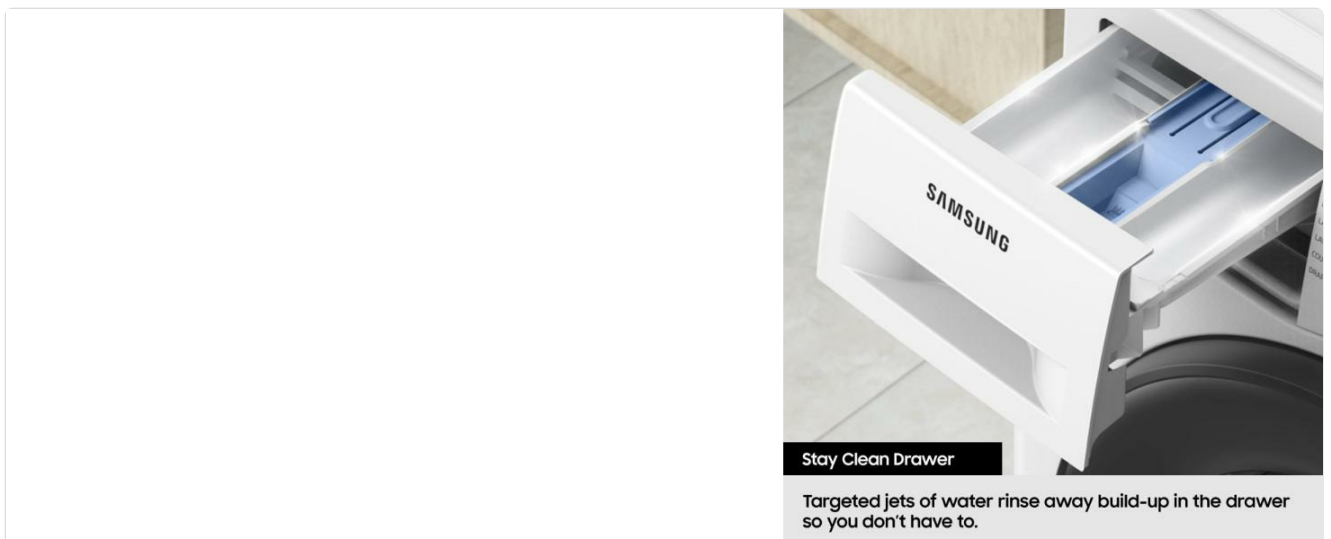 SAMSUNG
Stay Clean Drawer
Targeted jets of water rinse away build-up in the drawer
so you don't have to.